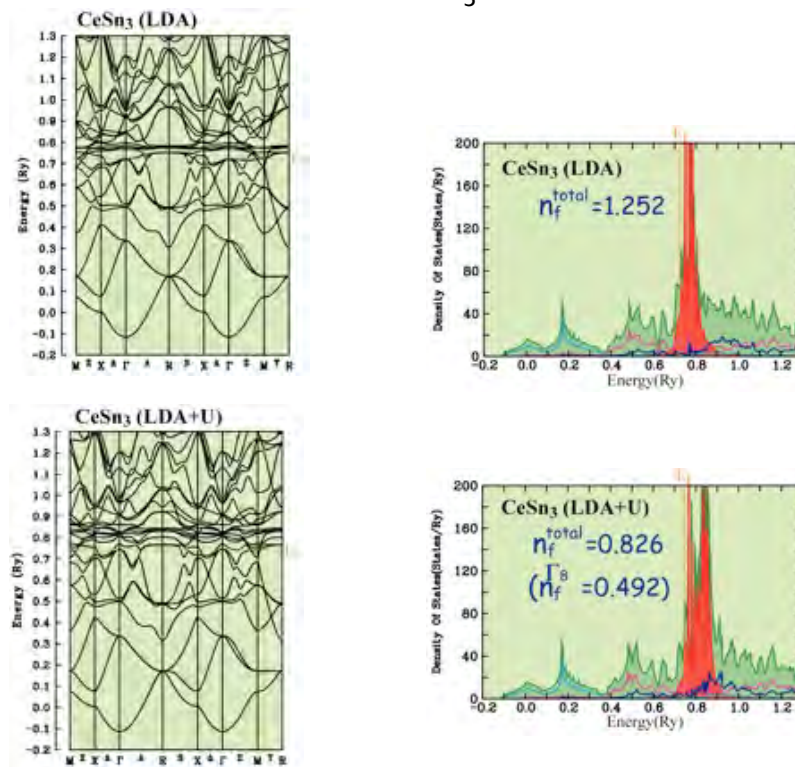 3
CeSn3 (LDA)
1.3
1.2
1.1
1.0
0.9
0.8
0.7
0.6
0.5
0.4
0.3
0.2
0.1
0.0
-0.1
-0.2
Energy (Ry)
M Σ X Δ Γ Λ R S X Δ Γ Σ M T R
CeSn3 (LDA)
nf total =1.252
200
160
120
80
40
0
Density Of States(States/Ry)
-0.2 0.0 0.2 0.4 0.6 0.8 1.0 1.2
Energy(Ry)
CeSn3 (LDA+U)
1.3
1.2
1.1
1.0
0.9
0.8
0.7
0.6
0.5
0.4
0.3
0.2
0.1
0.0
-0.1
-0.2
Energy (Ry)
M Σ X Δ Γ Λ R S X Δ Γ Σ M T R
CeSn3 (LDA+U)
nf total =0.826
(nf Γ8 =0.492)
200
160
120
80
40
0
Density Of States(States/Ry)
-0.2 0.0 0.2 0.4 0.6 0.8 1.0 1.2
Energy(Ry)